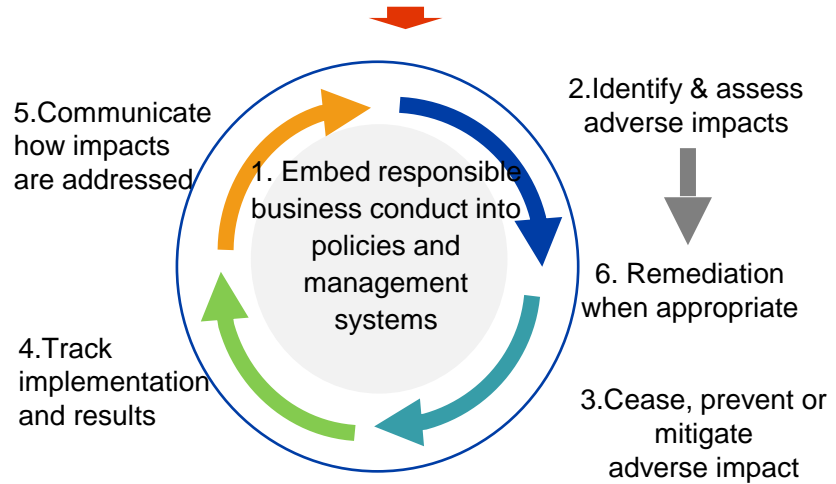 1. Embed responsible
business conduct into
policies and
management
systems
2.Identify & assess
adverse impacts
3.Cease, prevent or
mitigate
adverse impact
4.Track
implementation
and results
5.Communicate
how impacts
are addressed
6. Remediation
when appropriate